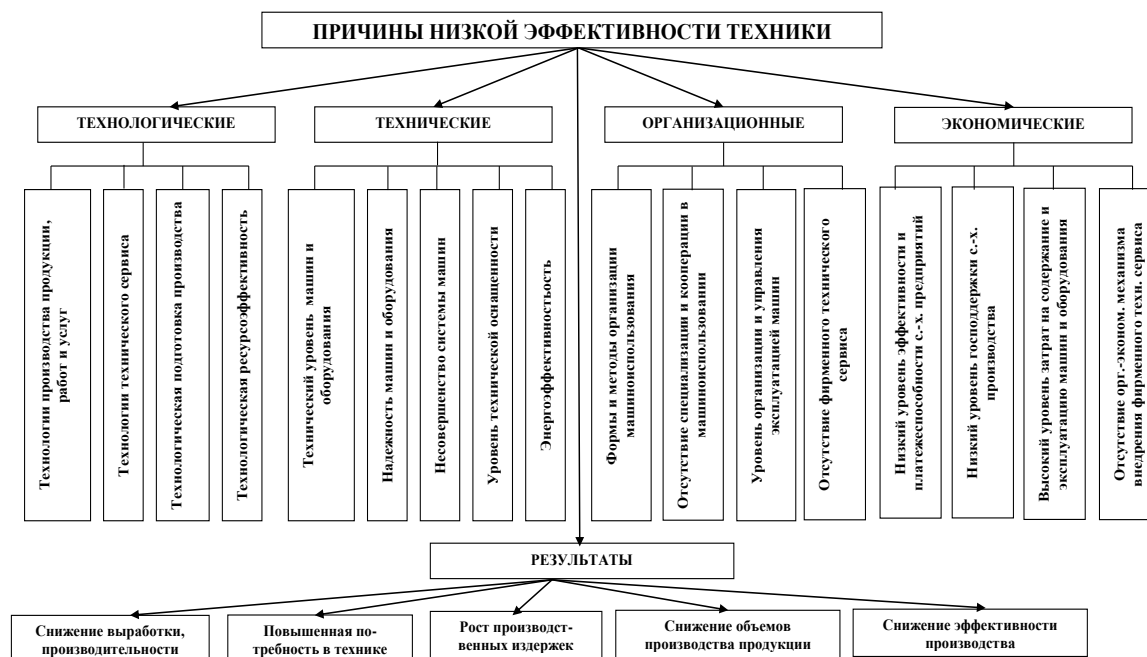 ПРИЧИНЫ НИЗКОЙ ЭФФЕКТИВНОСТИ ТЕХНИКИ
ТЕХНОЛОГИЧЕСКИЕ
ТЕХНИЧЕСКИЕ
ОРГАНИЗАЦИОННЫЕ
ЭКОНОМИЧЕСКИЕ
Технологии производства продукции,
работ и услуг
Технологии технического сервиса
Технологическая подготовка производства
Технологическая ресурсоэффективность
Технический уровень машин и
оборудования
Надежность машин и оборудования
Несовершенство системы машин
Уровень технической оснащенности
Энергоэффективностьость
Формы и методы организации
машиноиспользования
Отсутствие специализации и кооперации в
машиноиспользовании
Уровень организации и управления
эксплуатацией машин
Отсутствие фирменного технического
сервиса
Низкий уровень эффективности и
платежеспособности с.-х. предприятий
Низкий уровень господдержки с.-х.
производства
Высокий уровень затрат на содержание и
эксплуатацию машин и оборудования
Отсутствие орг.-эконом. механизма
внедрения фирменного техн. сервиса
РЕЗУЛЬТАТЫ
Снижение выработки,
производительности
Повышенная по-
требность в технике
Рост производст-
венных издержек
Снижение объемов
производства продукции
Снижение эффективности
производства